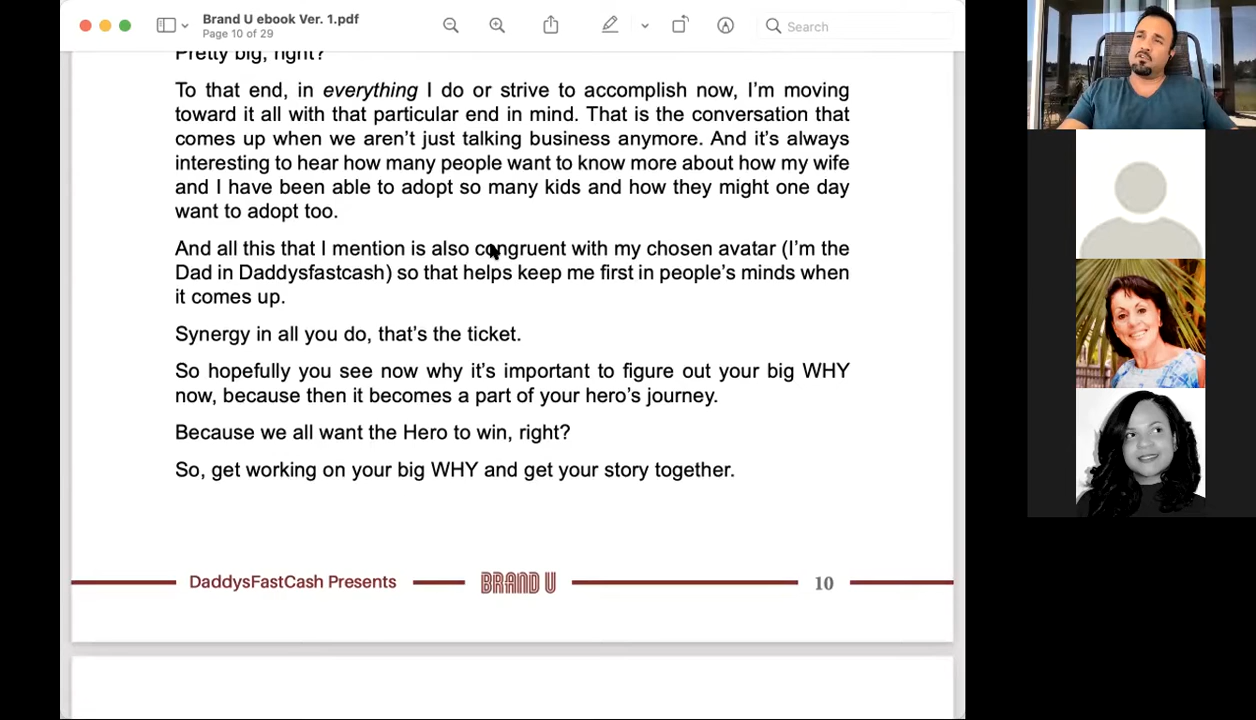 Brand U ebook Ver. 1.pdf
Page 10 of 29
Search
Pretty big, right?
To that end, in everything I do or strive to accomplish now, I'm moving
toward it all with that particular end in mind. That is the conversation that
comes up when we aren't just talking business anymore. And it's always
interesting to hear how many people want to know more about how my wife
and I have been able to adopt so many kids and how they might one day
want to adopt too.
And all this that I mention is also congruent with my chosen avatar (I'm the
Dad in Daddysfastcash) so that helps keep me first in people's minds when
it comes up.
Synergy in all you do, that's the ticket.
So hopefully you see now why it's important to figure out your big WHY
now, because then it becomes a part of your hero's journey.
Because we all want the Hero to win, right?
So, get working on your big WHY and get your story together.
DaddysFastCash Presents BRAND U 10